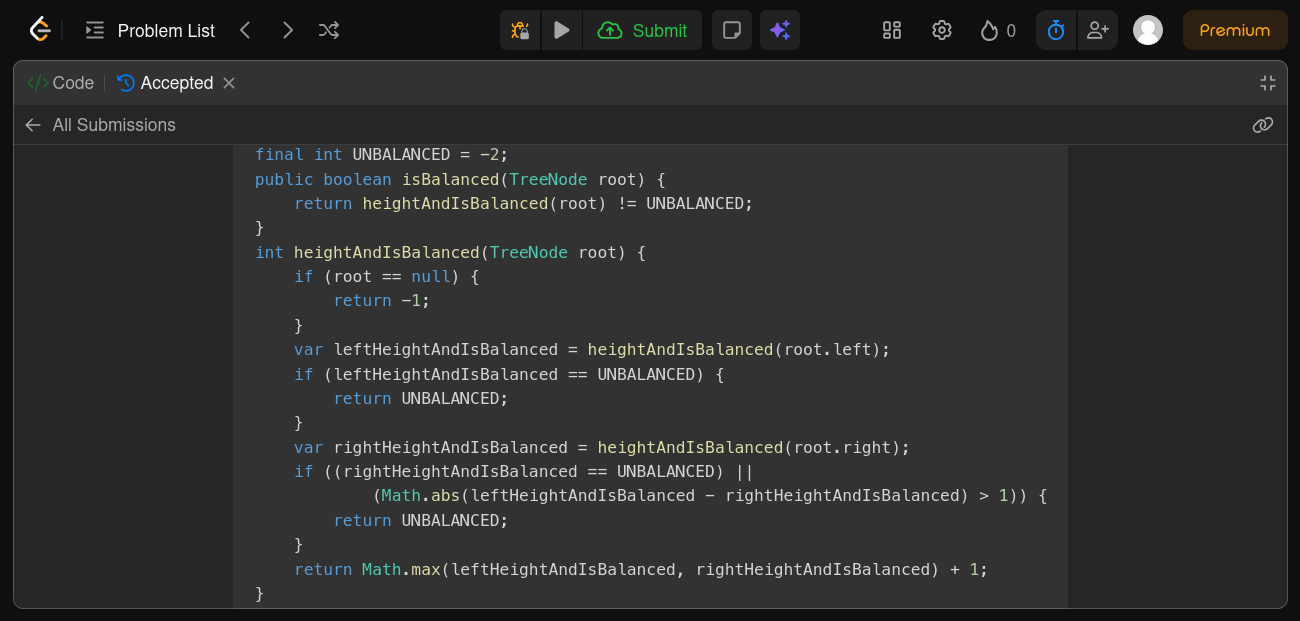 Problem List
Submit
0
Premium
</> Code
Accepted
All Submissions
final int UNBALANCED = -2;
public boolean isBalanced(TreeNode root) {
return heightAndIsBalanced(root) != UNBALANCED;
}
int heightAndIsBalanced(TreeNode root) {
if (root == null) {
return -1;
}
var leftHeightAndIsBalanced = heightAndIsBalanced(root.left);
if (leftHeightAndIsBalanced == UNBALANCED) {
return UNBALANCED;
}
var rightHeightAndIsBalanced = heightAndIsBalanced(root.right);
if ((rightHeightAndIsBalanced == UNBALANCED) ||
(Math.abs(leftHeightAndIsBalanced - rightHeightAndIsBalanced) > 1)) {
return UNBALANCED;
}
return Math.max(leftHeightAndIsBalanced, rightHeightAndIsBalanced) + 1;
}